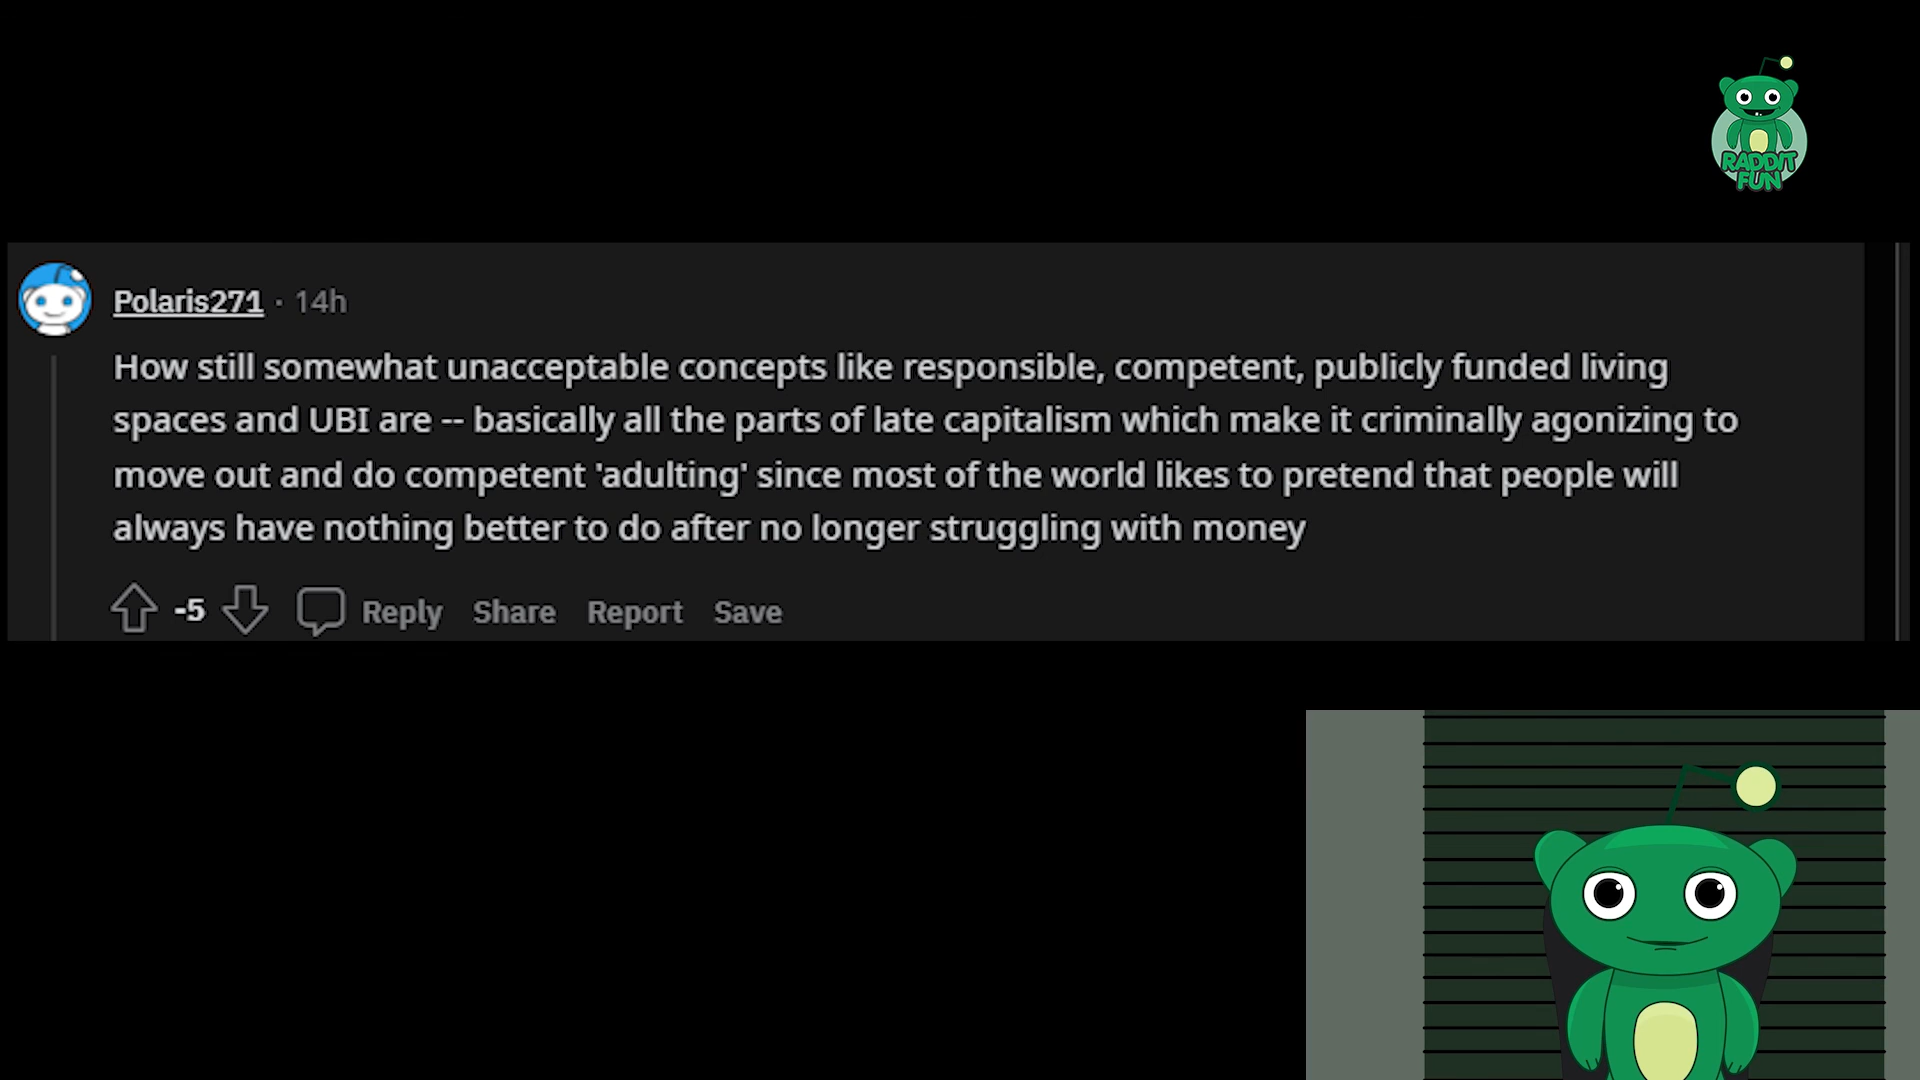 RADDIT
FUN
Polaris271 · 14h
How still somewhat unacceptable concepts like responsible, competent, publicly funded living
spaces and UBI are -- basically all the parts of late capitalism which make it criminally agonizing to
move out and do competent 'adulting' since most of the world likes to pretend that people will
always have nothing better to do after no longer struggling with money
-5 Reply Share Report Save